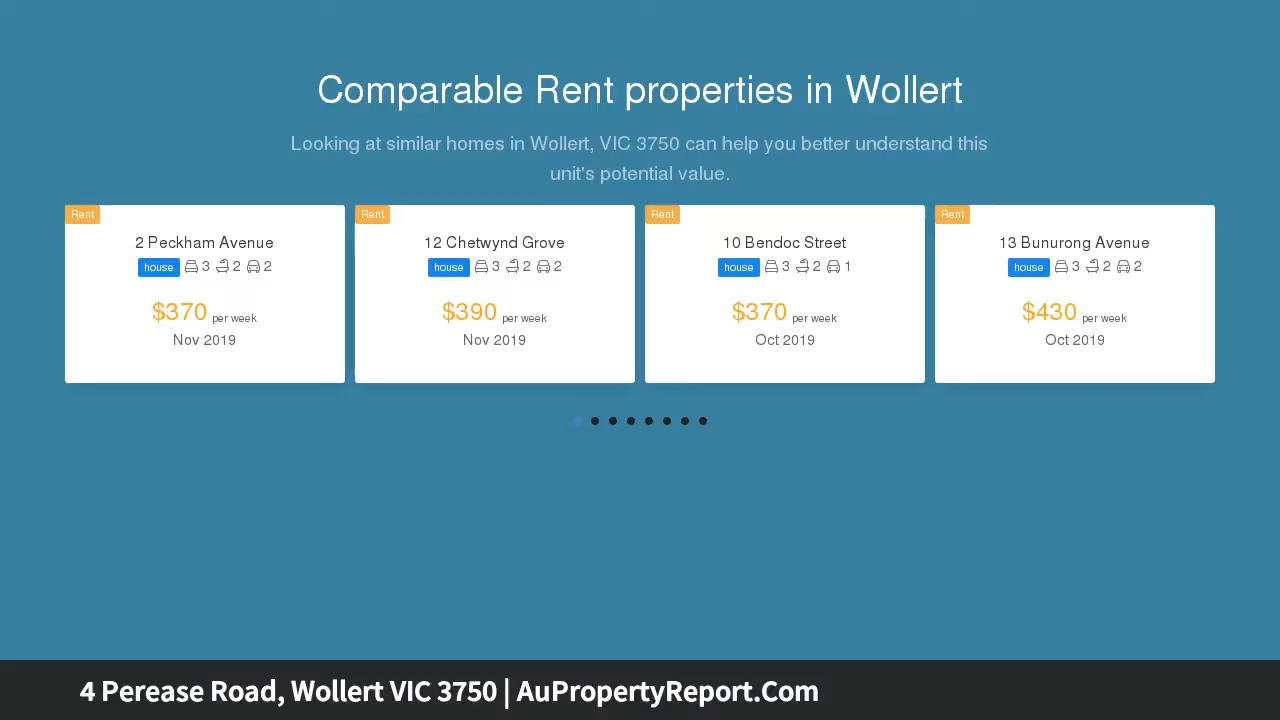 Comparable Rent properties in Wollert
Looking at similar homes in Wollert, VIC 3750 can help you better understand this
unit's potential value.
Rent
2 Peckham Avenue
house 3 2 2
$370 per week
Nov 2019
Rent
12 Chetwynd Grove
house 3 2 2
$390 per week
Nov 2019
Rent
10 Bendoc Street
house 3 2 1
$370 per week
Oct 2019
Rent
13 Bunurong Avenue
house 3 2 2
$430 per week
Oct 2019
4 Perease Road, Wollert VIC 3750 | AuPropertyReport.Com